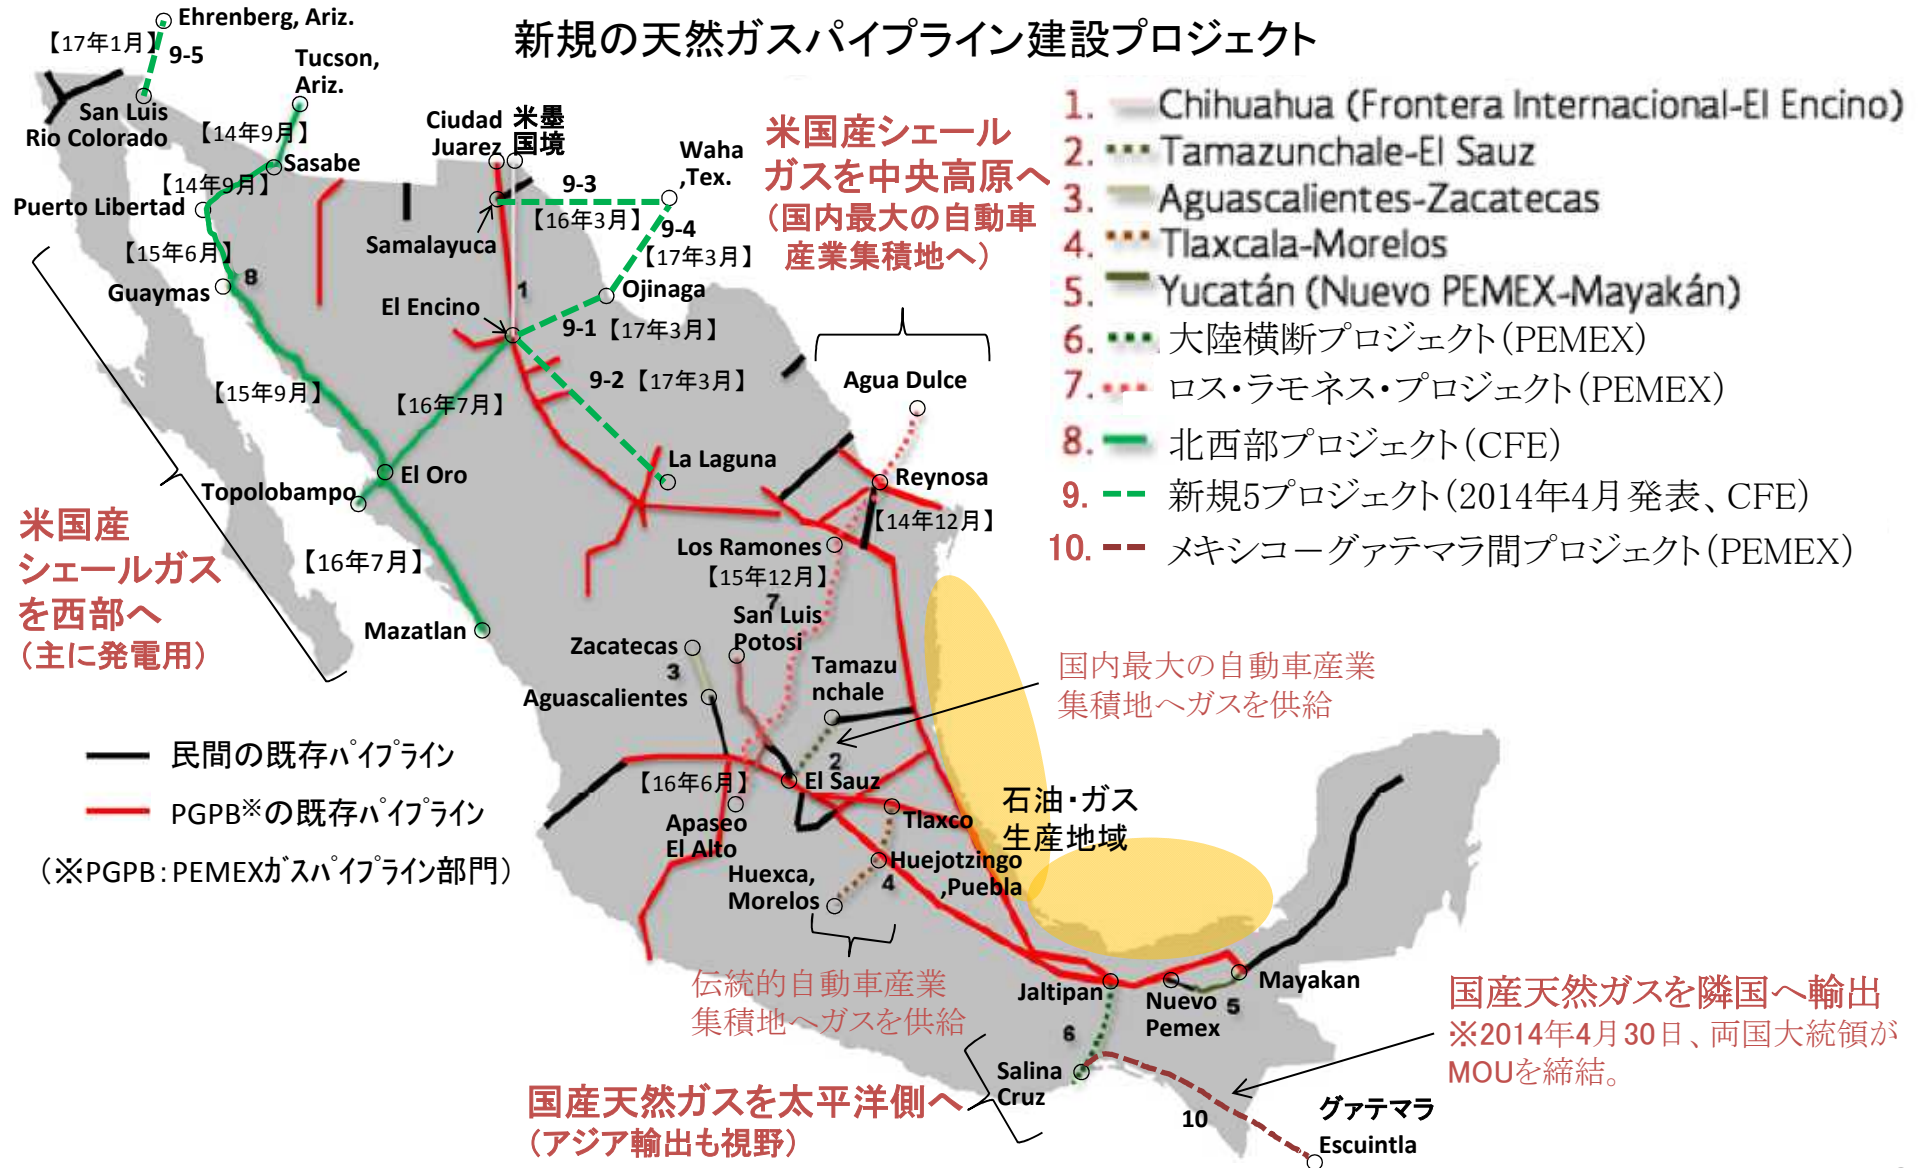 新規の天然ガスパイプライン建設プロジェクト
Ehrenberg, Ariz.
【17年1月】
9-5
Tucson,
Ariz.
San Luis
Rio Colorado
【14年9月】
Sasabe
【14年9月】
Puerto Libertad
【15年6月】
8
Guaymas
【15年9月】
Ciudad
Juarez
米墨
国境
Samalayuca
9-3
【16年3月】
Waha
,Tex.
9-4
【17年3月】
Ojinaga
El Encino
1
9-1【17年3月】
9-2【17年3月】
【16年7月】
La Laguna
El Oro
Topolobampo
【16年7月】
Mazatlan
米国産シェール
ガスを中央高原へ
（国内最大の自動車
産業集積地へ）
Agua Dulce
Reynosa
【14年12月】
Los Ramones
【15年12月】
7
San Luis
Potosi
Zacatecas
3
Aguascalientes
Tamazu
nchale
2
El Sauz
【16年6月】
Apaseo
El Alto
Tlaxco
Huejotzingo
,Puebla
4
Huexca,
Morelos
1. Chihuahua (Frontera Internacional-El Encino)
2. Tamazunchale-El Sauz
3. Aguascalientes-Zacatecas
4. Tlaxcala-Morelos
5. Yucatán (Nuevo PEMEX-Mayakán)
6. 大陸横断プロジェクト（PEMEX）
7. ロス・ラモネス・プロジェクト（PEMEX）
8. 北西部プロジェクト（CFE）
9. 新規5プロジェクト（2014年4月発表、CFE）
10. メキシコーグァテマラ間プロジェクト（PEMEX）
米国産
シェールガス
を西部へ
（主に発電用）
国内最大の自動車産業
集積地へガスを供給
民間の既存ﾊﾟｲﾌﾟﾗｲﾝ
PGPB※の既存ﾊﾟｲﾌﾟﾗｲﾝ
（※PGPB：PEMEXｶﾞｽﾊﾟｲﾌﾟﾗｲﾝ部門）
石油・ガス
生産地域
伝統的自動車産業
集積地へガスを供給
Jaltipan
Nuevo
Pemex
5
Mayakan
6
Salina
Cruz
国産天然ガスを太平洋側へ
（アジア輸出も視野）
国産天然ガスを隣国へ輸出
※2014年4月30日、両国大統領が
MOUを締結。
10
グァテマラ
Escuintla